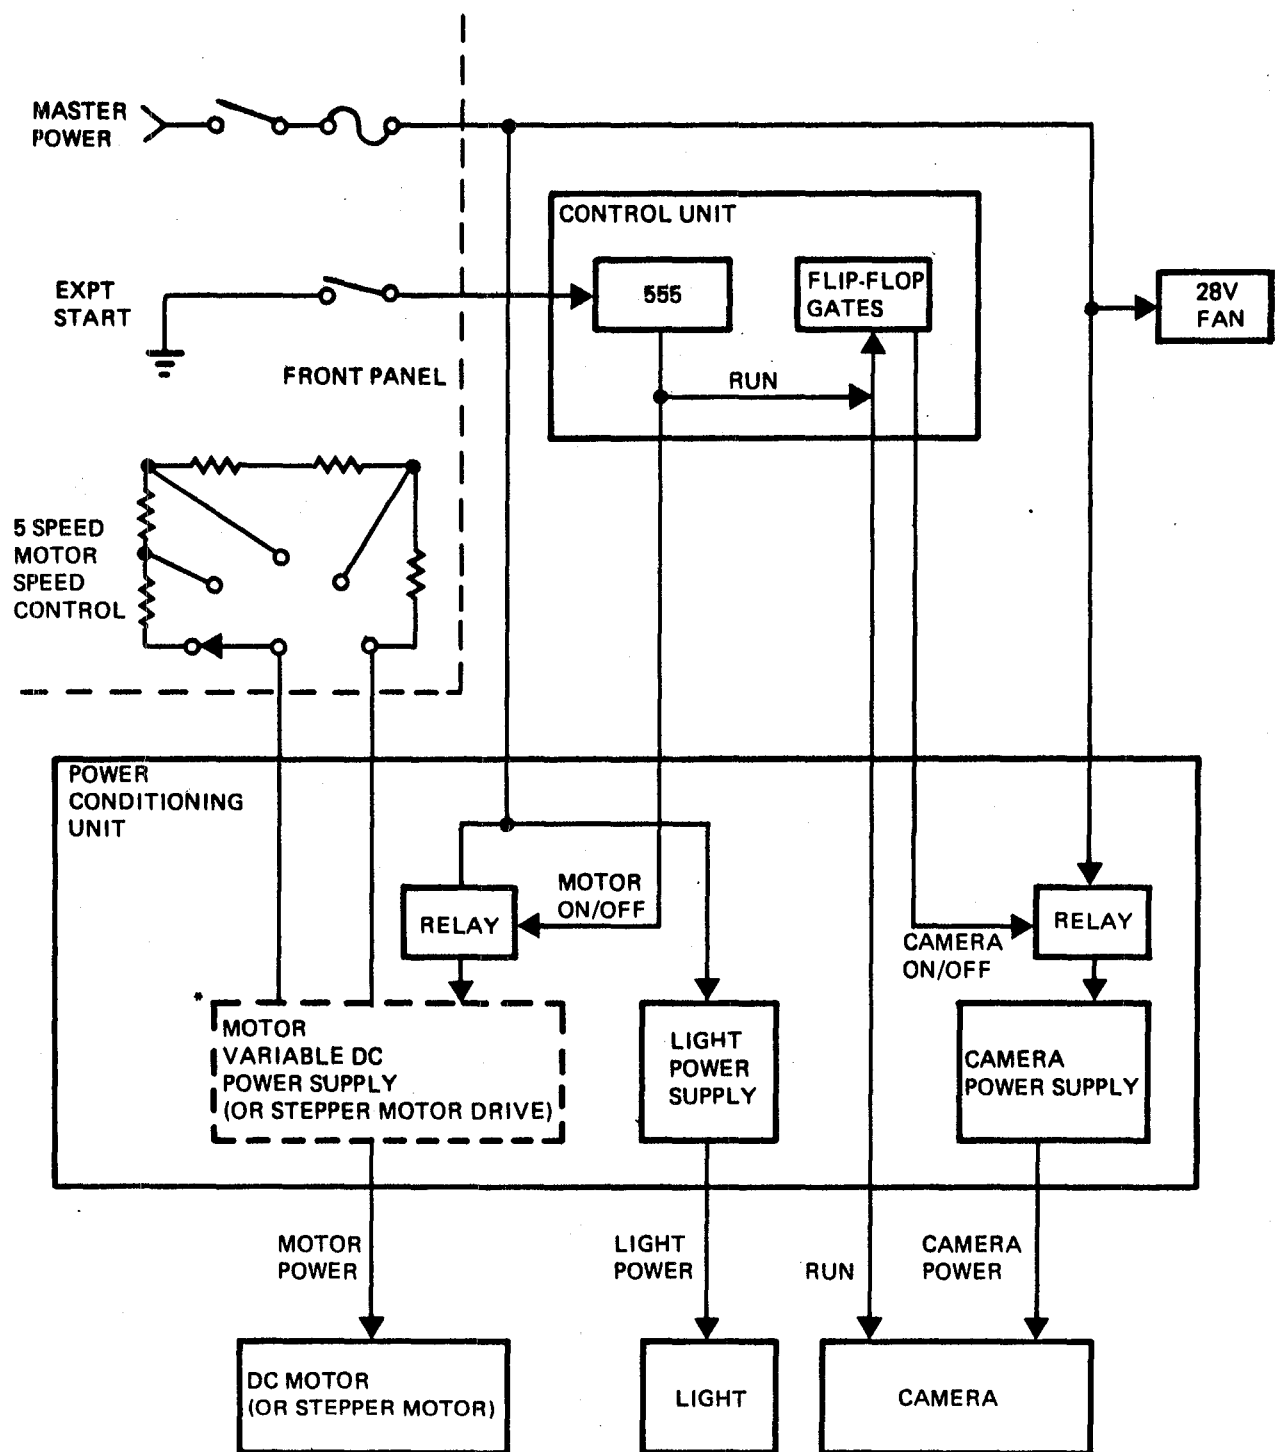 MASTER
POWER
CONTROL UNIT
555
FLIP-FLOP
GATES
28V
FAN
EXPT
START
FRONT PANEL
RUN
5 SPEED
MOTOR
SPEED
CONTROL
POWER
CONDITIONING
UNIT
MOTOR
ON/OFF
RELAY
CAMERA
ON/OFF
RELAY
*
MOTOR
VARIABLE DC
POWER SUPPLY
(OR STEPPER MOTOR DRIVE)
LIGHT
POWER
SUPPLY
CAMERA
POWER SUPPLY
MOTOR
POWER
LIGHT
POWER
RUN
CAMERA
POWER
DC MOTOR
(OR STEPPER MOTOR)
LIGHT
CAMERA